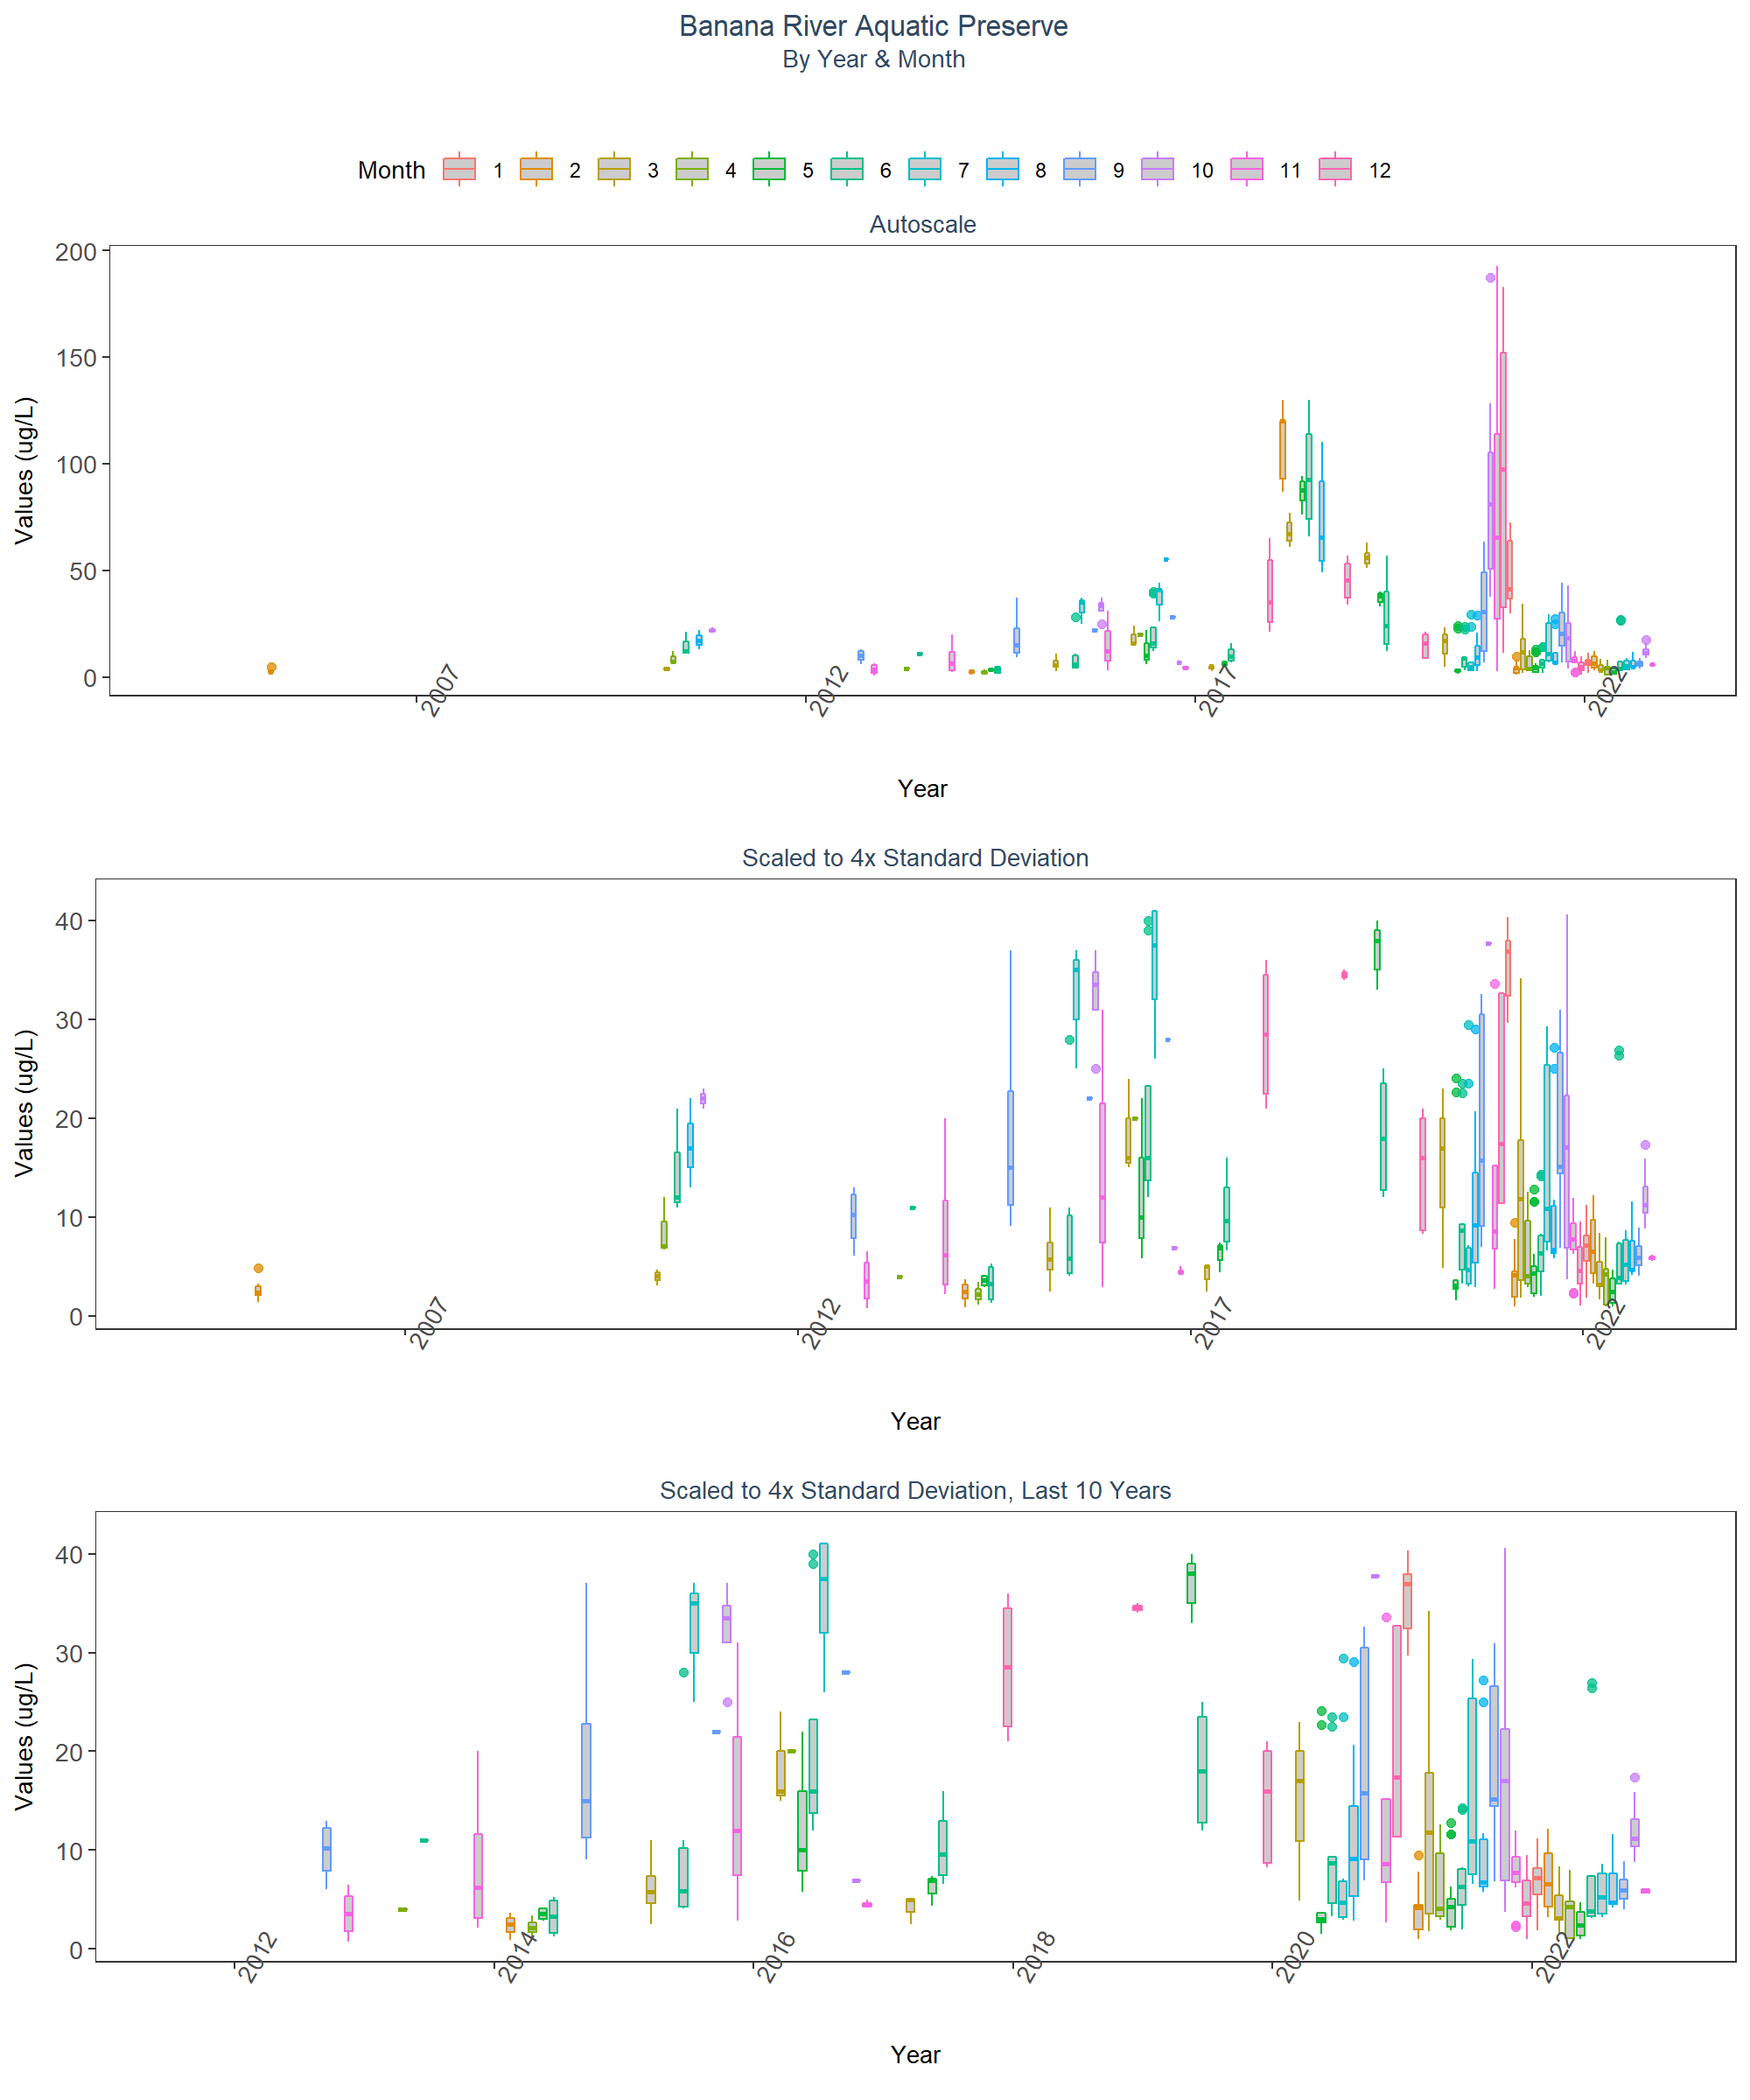 Banana River Aquatic Preserve
By Year & Month
Month 1 2 3 4 5 6 7 8 9 10 11 12
Autoscale
Values (ug/L)
200
150
100
50
0
2007 2012 2017 2022
Year
Scaled to 4x Standard Deviation
Values (ug/L)
40
30
20
10
0
2007 2012 2017 2022
Year
Scaled to 4x Standard Deviation, Last 10 Years
Values (ug/L)
40
30
20
10
0
2012 2014 2016 2018 2020 2022
Year